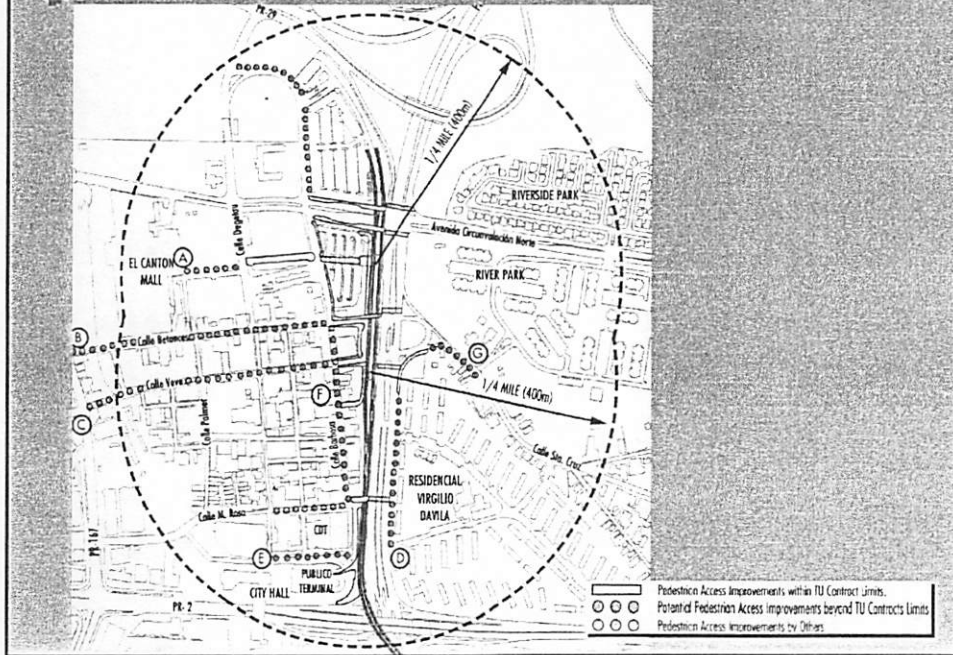 PR-29
1/4 MILE (400m)
RIVERSIDE PARK
Calle Degetau
Avenida Circunvalación Norte
A
EL CANTON
MALL
RIVER PARK
B
Calle Betances
G
Calle Veve
1/4 MILE (400m)
C
F
Calle Palmer
Calle Barbosa
Calle Sta. Cruz
RESIDENCIAL
VIRGILIO
DAVILA
Calle M. Rosa
CDT
PR-167
E
D
PUBLICO
TERMINAL
CITY HALL
PR-2
Pedestrian Access Improvements within TU Contract Limits.
Potential Pedestrian Access Improvements beyond TU Contracts Limits
Pedestrian Access Improvements by Others